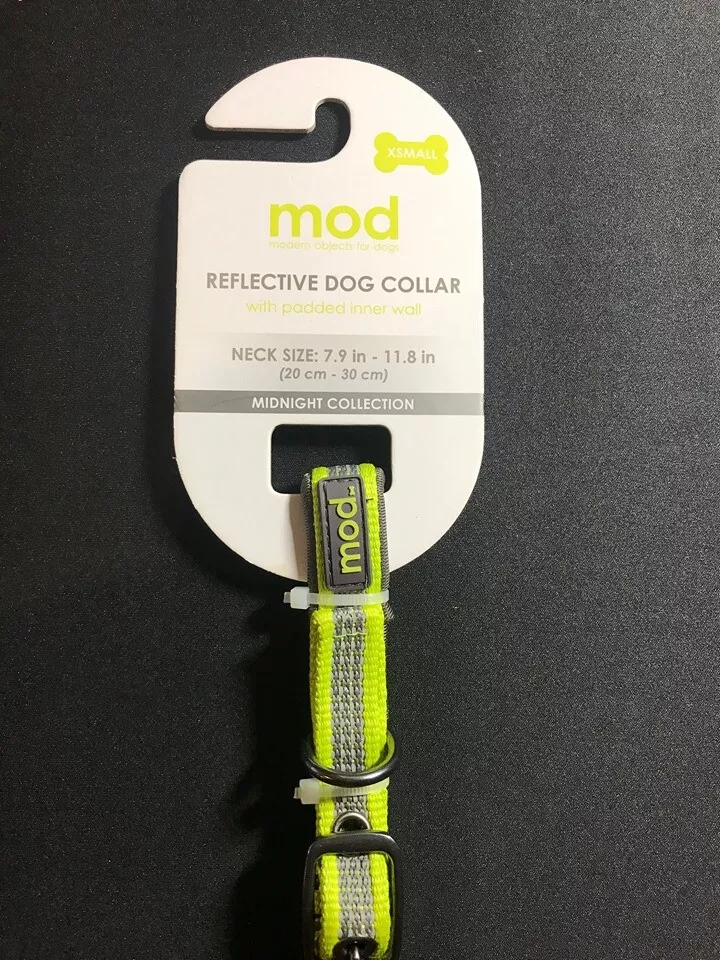 XSMALL
mod
modern objects for dogs
REFLECTIVE DOG COLLAR
with padded inner wall
NECK SIZE: 7.9 in - 11.8 in
(20 cm - 30 cm)
MIDNIGHT COLLECTION
mod